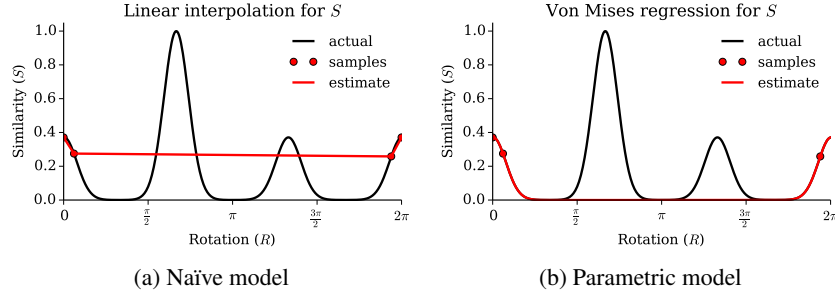 Linear interpolation for S
Similarity (S)
1.0
0.8
0.6
0.4
0.2
0.0
actual
samples
estimate
0
π/2
π
3π/2
2π
Rotation (R)
(a) Naïve model
Von Mises regression for S
Similarity (S)
1.0
0.8
0.6
0.4
0.2
0.0
actual
samples
estimate
0
π/2
π
3π/2
2π
Rotation (R)
(b) Parametric model